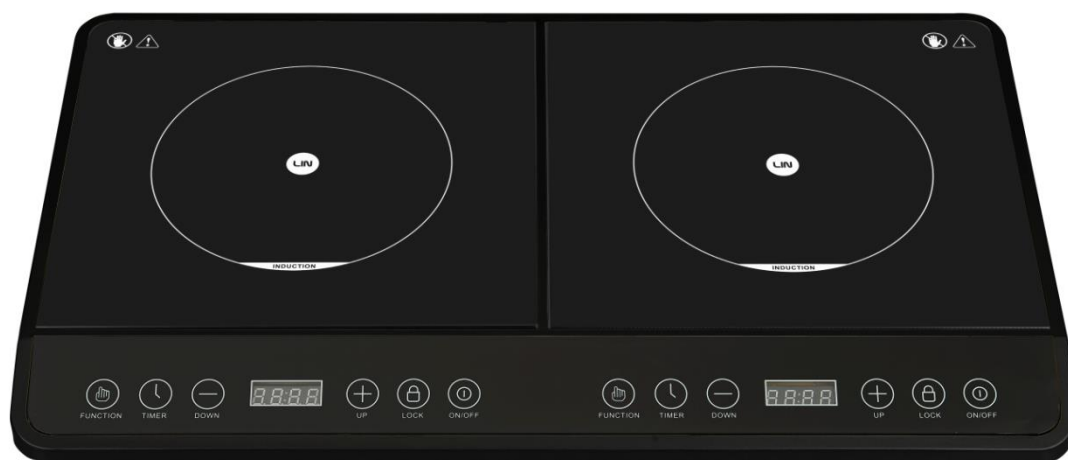 LIN
LIN
INDUCTION
INDUCTION
FUNCTION TIMER DOWN UP LOCK ON/OFF
FUNCTION TIMER DOWN UP LOCK ON/OFF